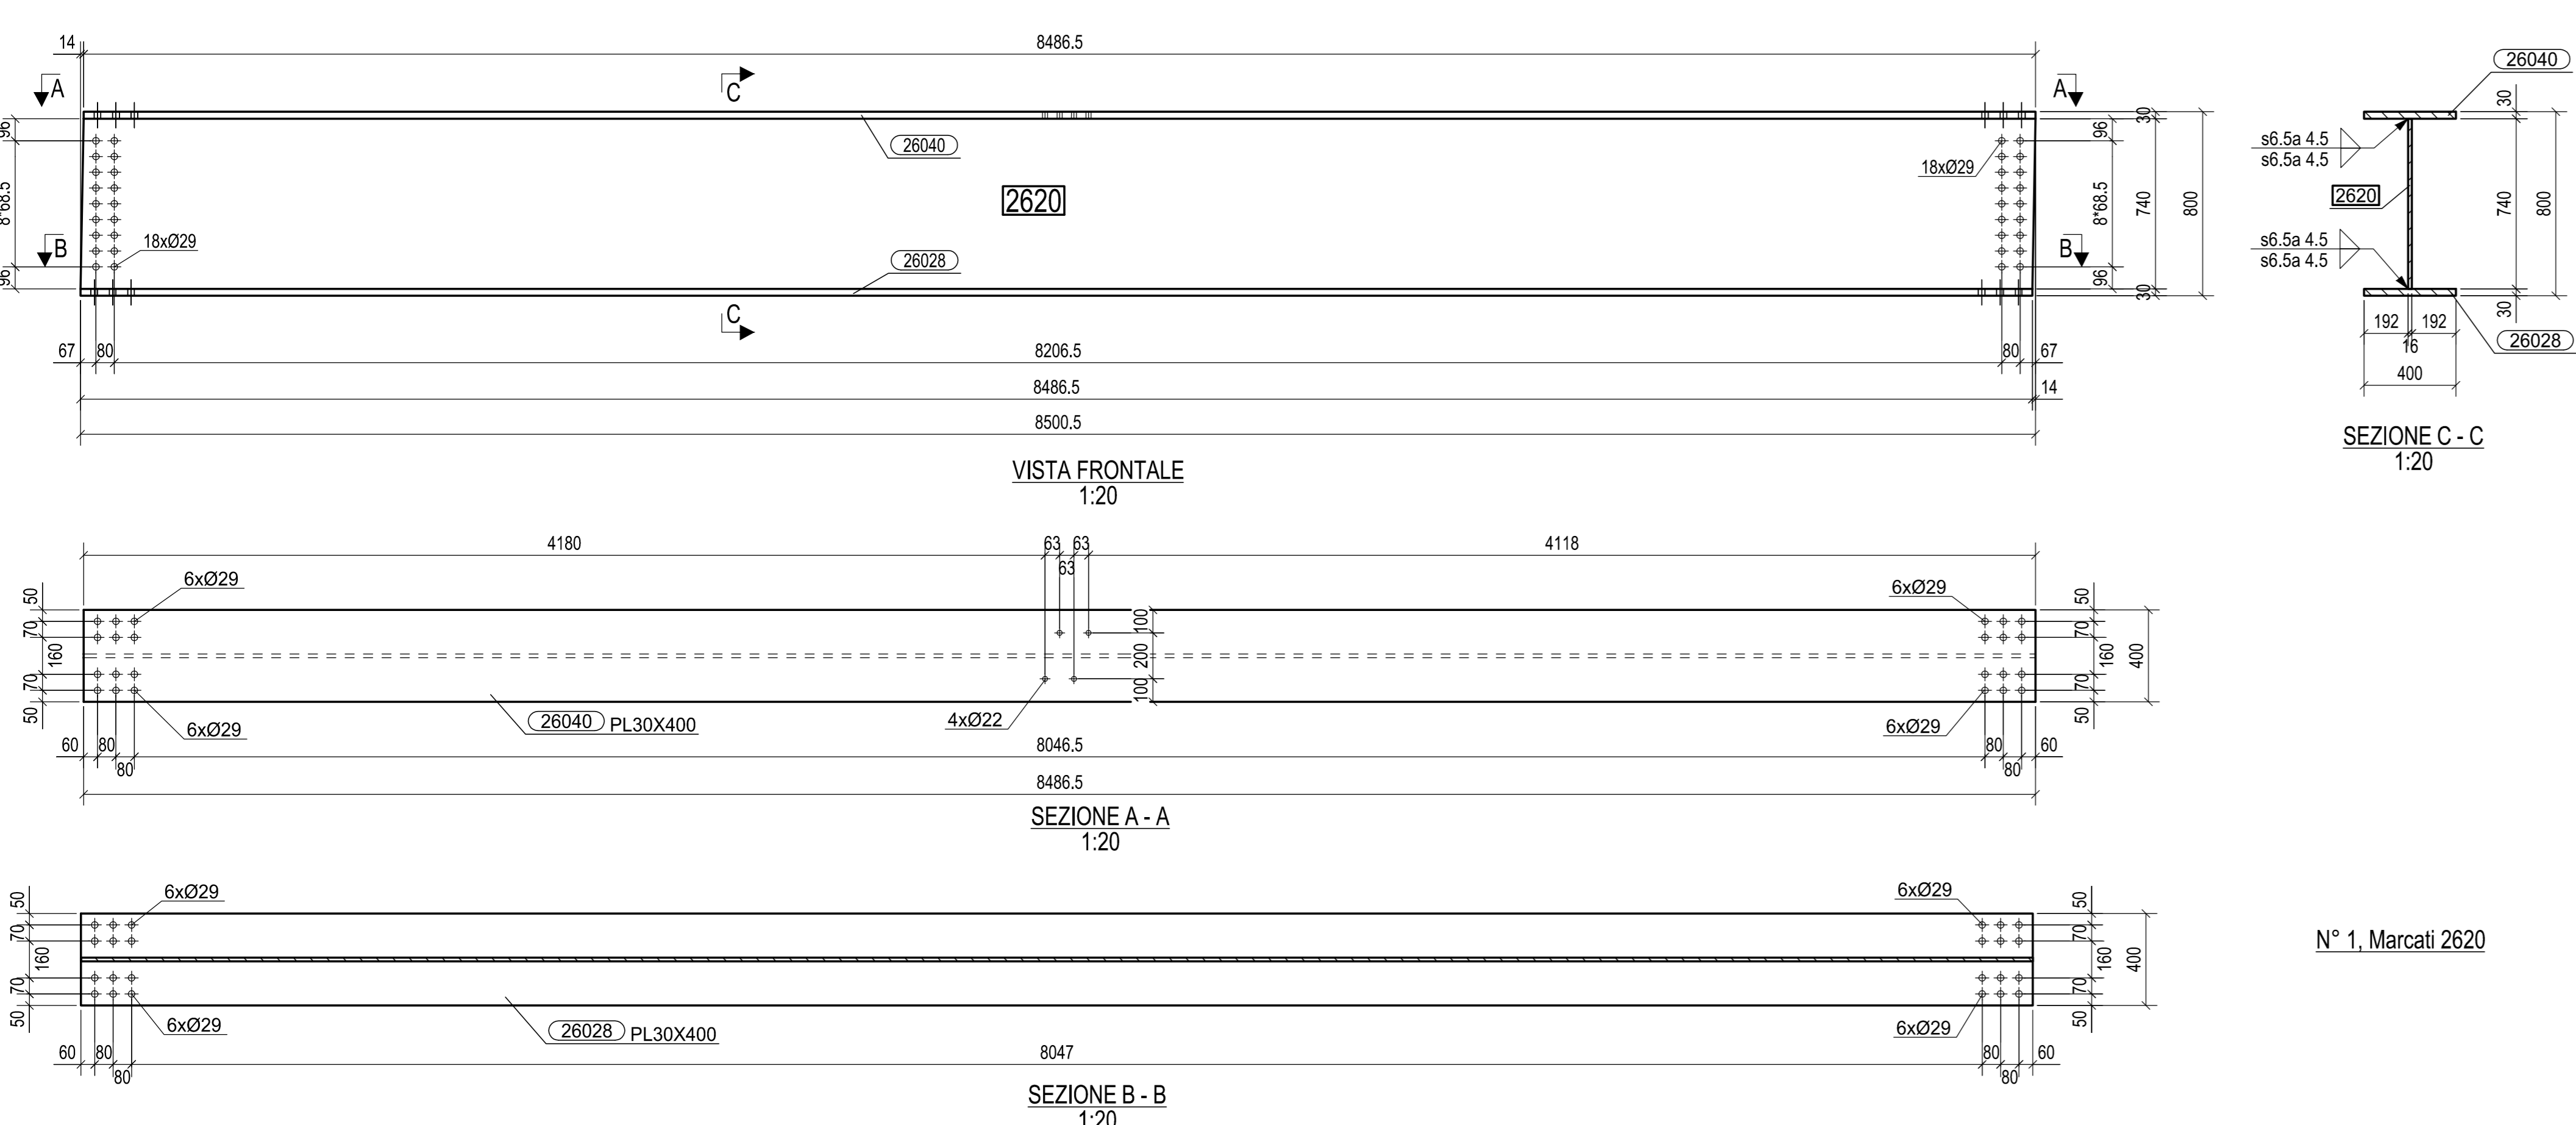 14
8486.5
A
C
A
96
8*68.5
96
26040
2620
18xØ29
18xØ29
B
B
26028
C
30
96
8*68.5
740
800
96
30
67
80
8206.5
80
67
8486.5
14
8500.5
VISTA FRONTALE
1:20
26040
30
s6.5a 4.5
s6.5a 4.5
2620
740
800
s6.5a 4.5
s6.5a 4.5
30
192
192
16
26028
400
SEZIONE C - C
1:20
4180
63
63
63
4118
6xØ29
6xØ29
50
70
160
70
50
100
200
100
50
70
160
400
70
50
6xØ29
26040 PL30X400
4xØ22
6xØ29
60
80
80
8046.5
80
80
60
8486.5
SEZIONE A - A
1:20
6xØ29
6xØ29
50
70
160
70
50
50
70
160
400
70
50
N° 1, Marcati 2620
6xØ29
26028 PL30X400
6xØ29
60
80
80
8047
80
80
60
SEZIONE B - B
1:20